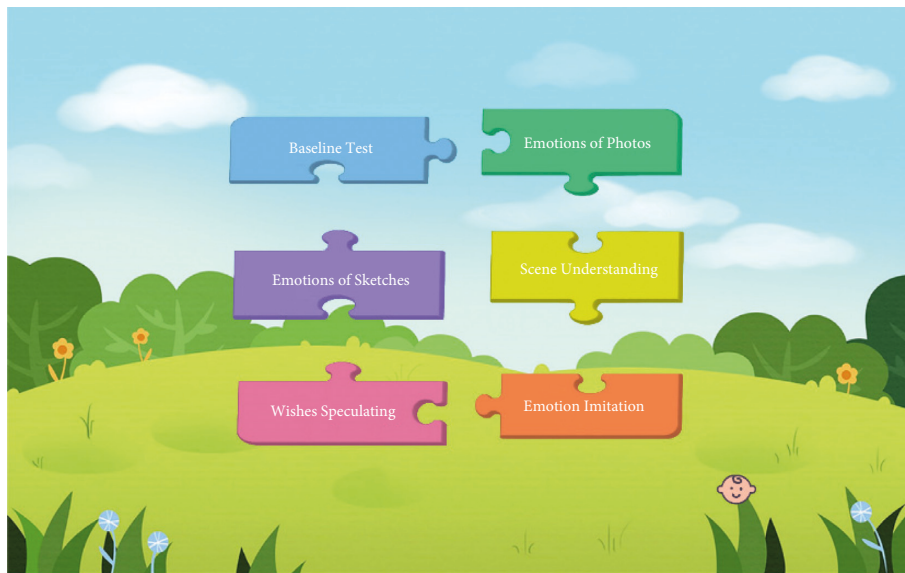 Baseline Test
Emotions of Photos
Emotions of Sketches
Scene Understanding
Wishes Speculating
Emotion Imitation